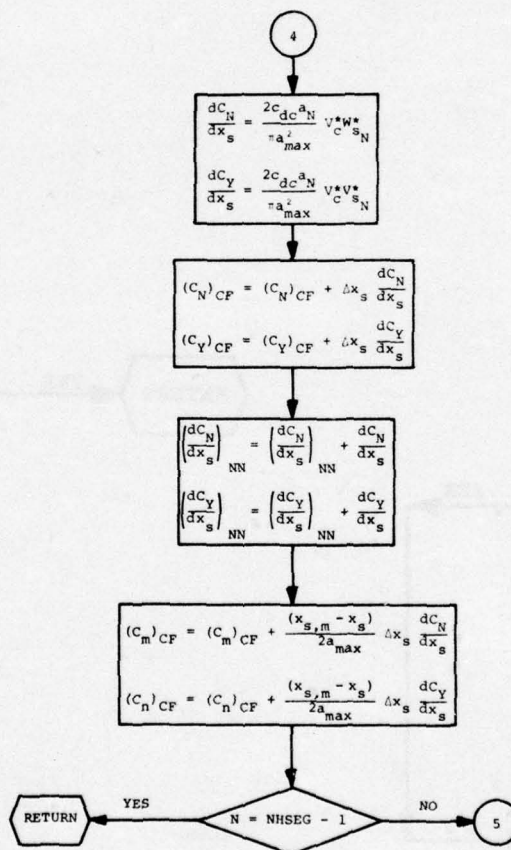 4
dC_N/dx_s = 2c_dc a_N / πa²_max V*_c W*_s_N
dC_Y/dx_s = 2c_dc a_N / πa²_max V*_c V*_s_N
(C_N)_CF = (C_N)_CF + Δx_s dC_N/dx_s
(C_Y)_CF = (C_Y)_CF + Δx_s dC_Y/dx_s
(dC_N/dx_s)_NN = (dC_N/dx_s)_NN + dC_N/dx_s
(dC_Y/dx_s)_NN = (dC_Y/dx_s)_NN + dC_Y/dx_s
(C_m)_CF = (C_m)_CF + (x_s,m - x_s)/2a_max Δx_s dC_N/dx_s
(C_n)_CF = (C_n)_CF + (x_s,m - x_s)/2a_max Δx_s dC_Y/dx_s
RETURN
YES
N = NHSEG - 1
NO
5